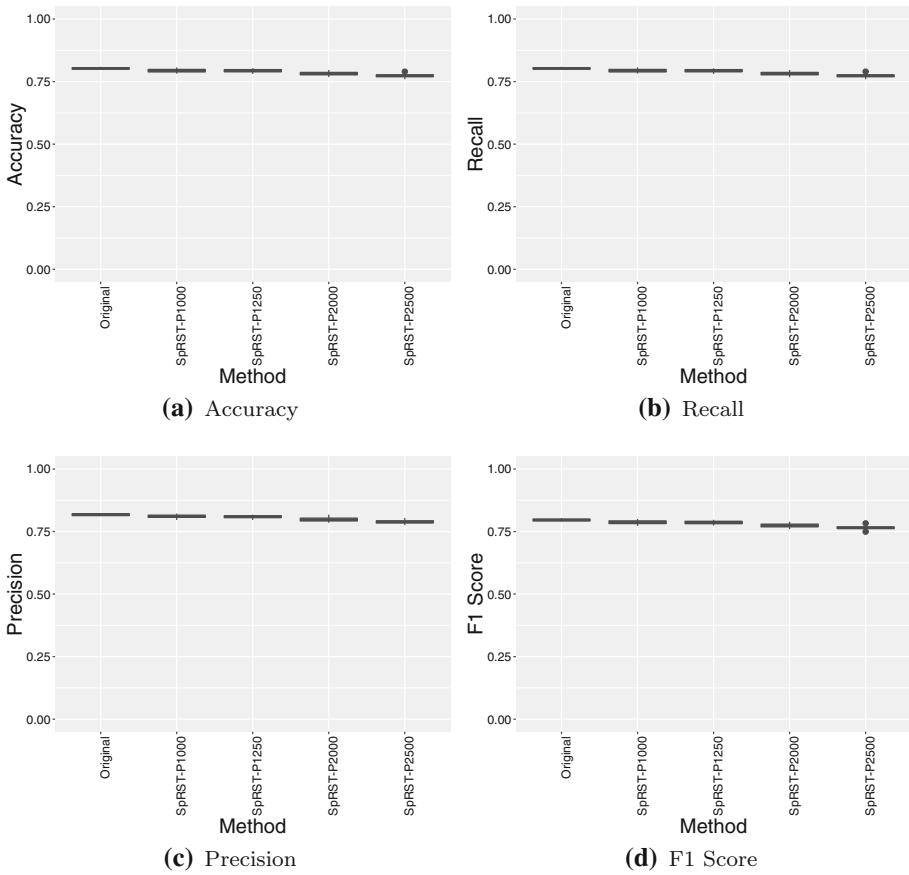 1.00
0.75
0.50
0.25
0.00
Accuracy
Original
SpRST-P1000
SpRST-P1250
SpRST-P2000
SpRST-P2500
Method
(a) Accuracy
1.00
0.75
0.50
0.25
0.00
Recall
Original
SpRST-P1000
SpRST-P1250
SpRST-P2000
SpRST-P2500
Method
(b) Recall
1.00
0.75
0.50
0.25
0.00
Precision
Original
SpRST-P1000
SpRST-P1250
SpRST-P2000
SpRST-P2500
Method
(c) Precision
1.00
0.75
0.50
0.25
0.00
F1 Score
Original
SpRST-P1000
SpRST-P1250
SpRST-P2000
SpRST-P2500
Method
(d) F1 Score